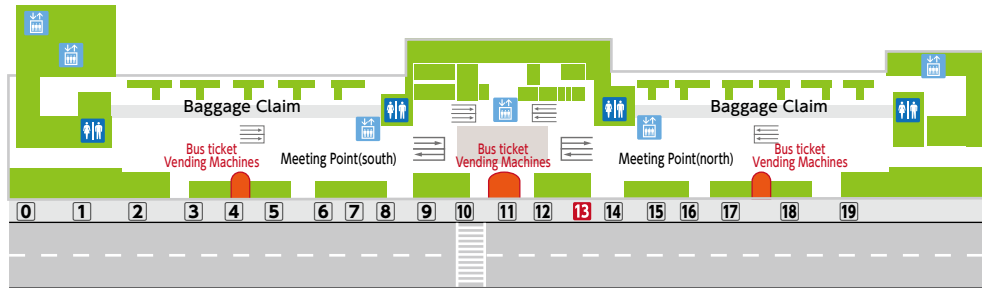 Baggage Claim
Baggage Claim
Bus ticket
Vending Machines
Meeting Point(south)
Bus ticket
Vending Machines
Meeting Point(north)
Bus ticket
Vending Machines
0 1 2 3 4 5 6 7 8 9 10 11 12 13 14 15 16 17 18 19